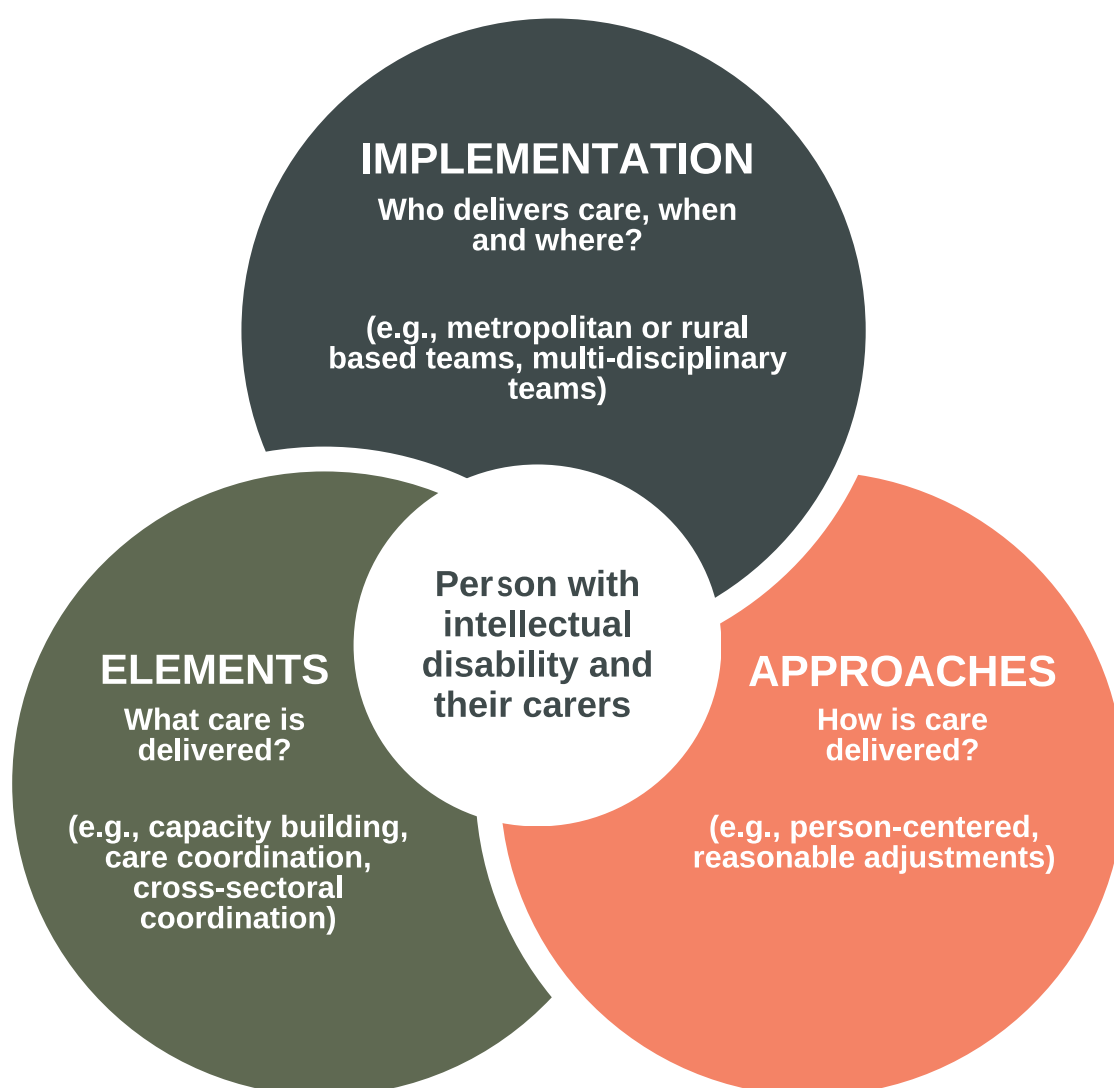 IMPLEMENTATION
Who delivers care, when
and where?
(e.g., metropolitan or rural
based teams, multi-disciplinary
teams)
Person with
intellectual
disability and
their carers
ELEMENTS
What care is
delivered?
(e.g., capacity building,
care coordination,
cross-sectoral
coordination)
APPROACHES
How is care
delivered?
(e.g., person-centered,
reasonable adjustments)